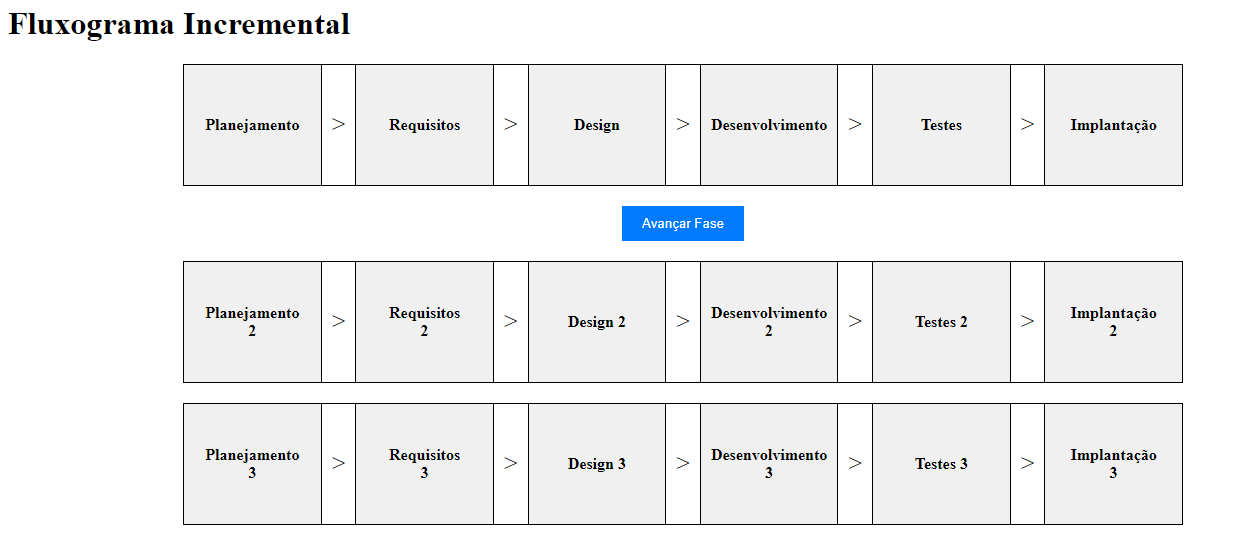 Fluxograma Incremental
Planejamento > Requisitos > Design > Desenvolvimento > Testes > Implantação
Avançar Fase
Planejamento 2 > Requisitos 2 > Design 2 > Desenvolvimento 2 > Testes 2 > Implantação 2
Planejamento 3 > Requisitos 3 > Design 3 > Desenvolvimento 3 > Testes 3 > Implantação 3